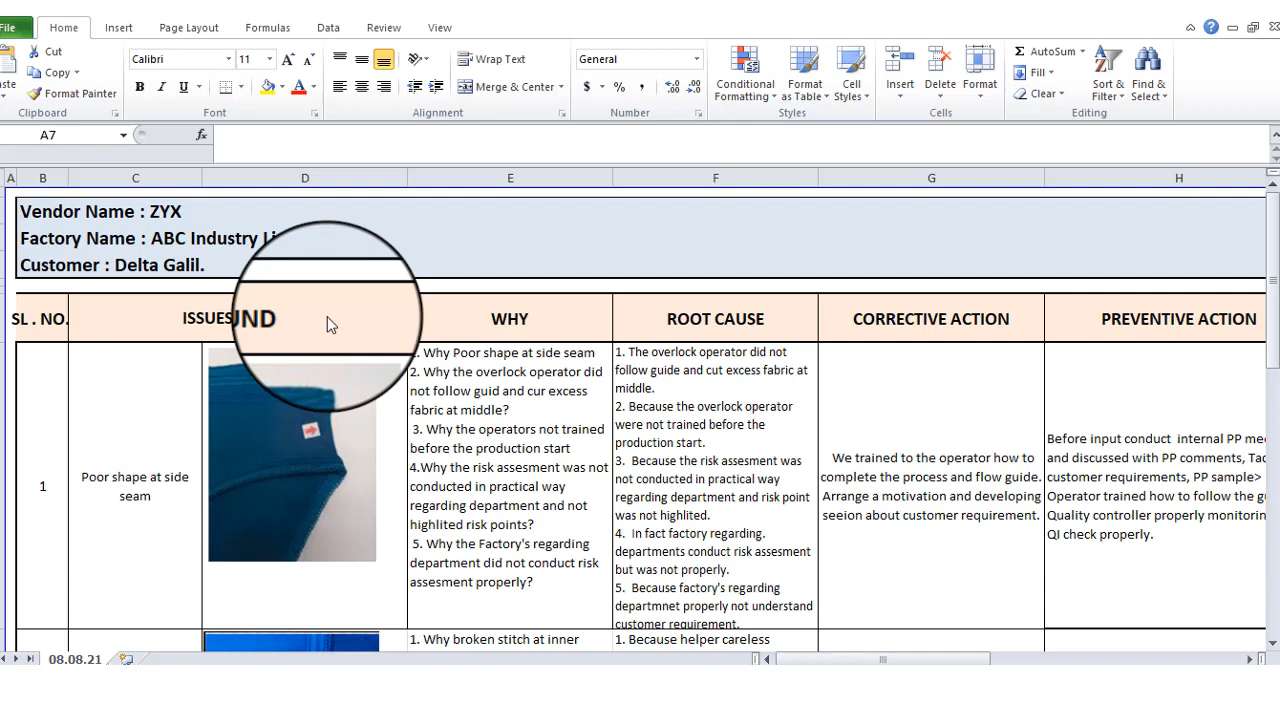 File Home Insert Page Layout Formulas Data Review View
Cut
Copy
Format Painter
Clipboard
Calibri 11 A A
B I U A
Font
Wrap Text
Merge & Center
Alignment
General
$ % ,
Number
Conditional Formatting
Format as Table
Cell Styles
Styles
Insert Delete Format
Cells
Σ AutoSum
Fill
Clear
Sort & Filter
Find & Select
Editing
A7 fx
A B C D E F G H
Vendor Name : ZYX
Factory Name : ABC Industry
Customer : Delta Galil.
SL . NO. ISSUES UND WHY ROOT CAUSE CORRECTIVE ACTION PREVENTIVE ACTION
1
Poor shape at side
seam
1. Why Poor shape at side seam
2. Why the overlock operator did
not follow guid and cur excess
fabric at middle?
3. Why the operators not trained
before the production start
4.Why the risk assesment was not
conducted in practical way
regarding department and not
highlited risk points?
5. Why the Factory's regarding
department did not conduct risk
assesment properly?
1. The overlock operator did not
follow guide and cut excess fabric at
middle.
2. Because the overlock operator
were not trained before the
production start.
3. Because the risk assesment was
not conducted in practical way
regarding department and risk point
was not highlited.
4. In fact factory regarding.
departments conduct risk assesment
but was not properly.
5. Because factory's regarding
departmnet properly not understand
customer requirement.
We trained to the operator how to
complete the process and flow guide.
Arrange a motivation and developing
seeion about customer requirement.
Before input conduct internal PP me
and discussed with PP comments, Tac
customer requirements, PP sample>
Operator trained how to follow the g
Quality controller properly monitorin
QI check properly.
1. Why broken stitch at inner
1. Because helper careless
08.08.21